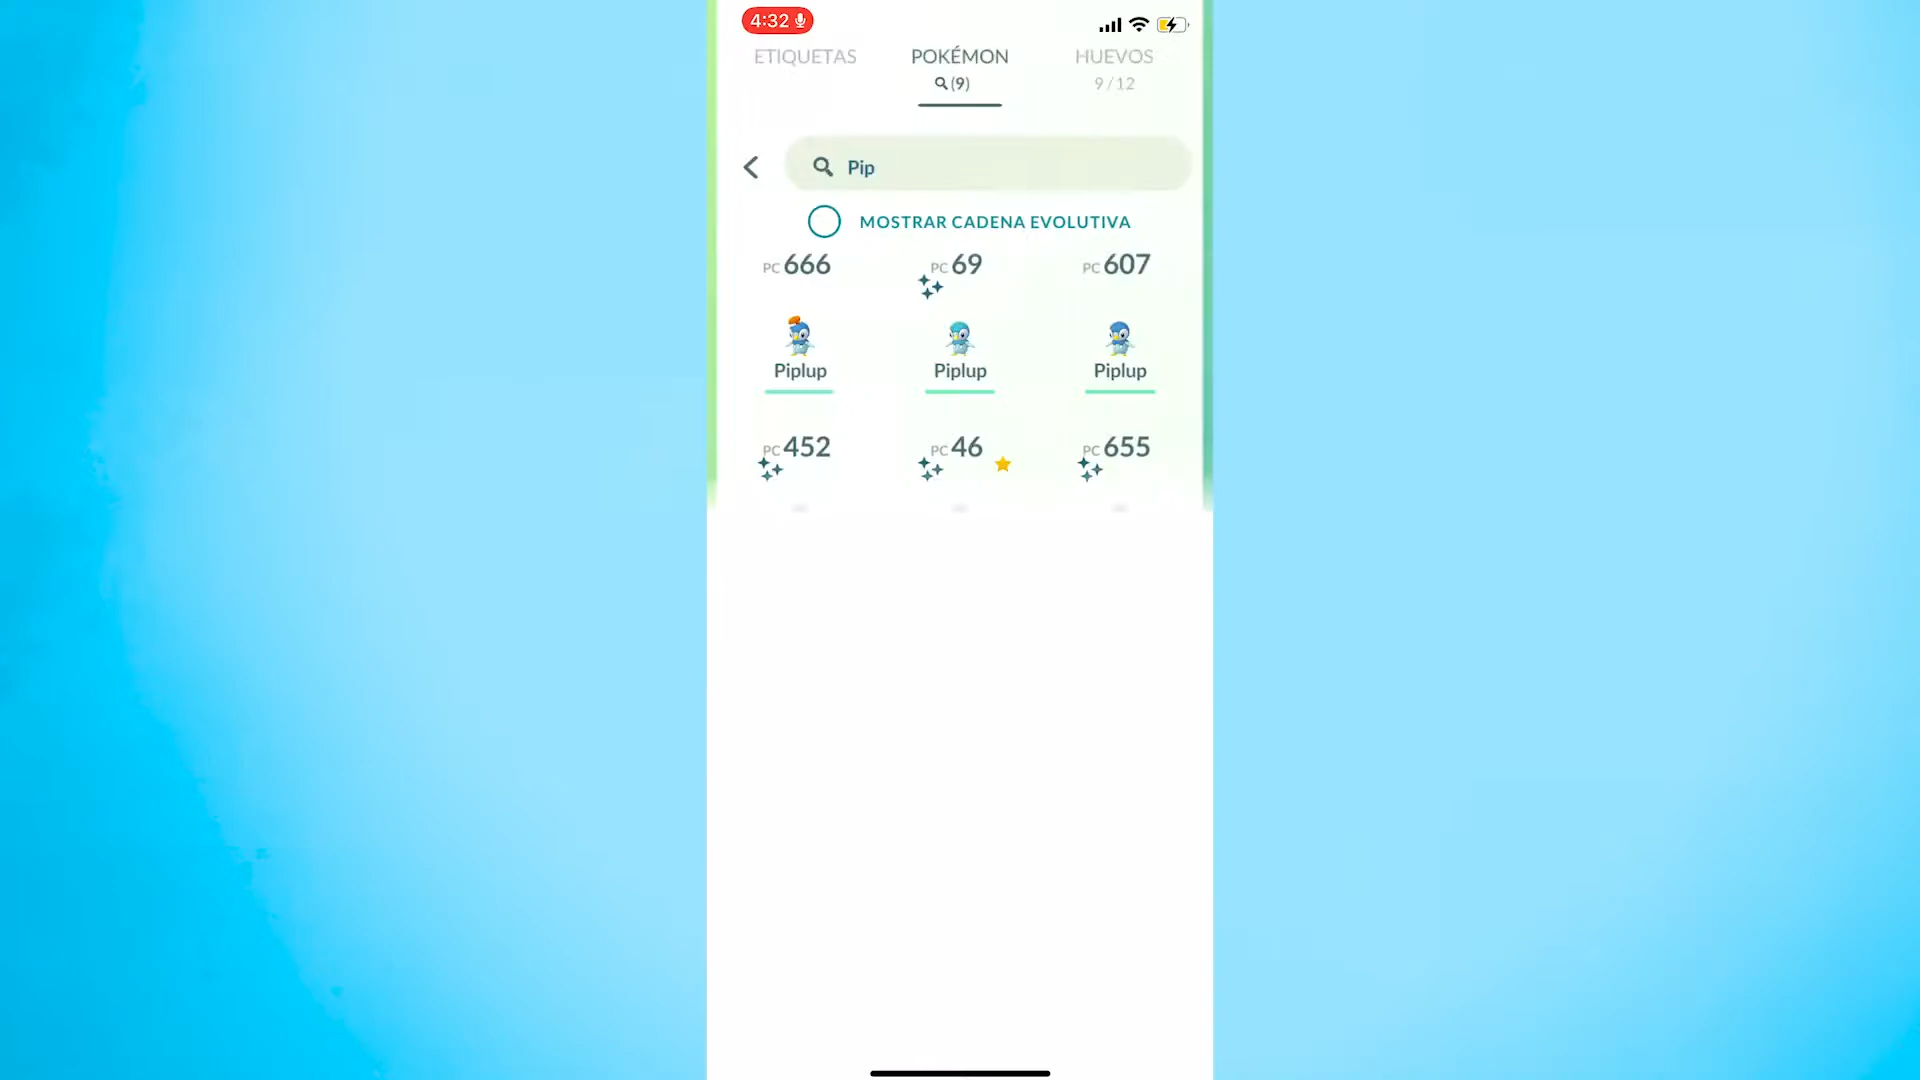 4:32
ETIQUETAS POKÉMON HUEVOS
(9) 9 / 12
Pip
MOSTRAR CADENA EVOLUTIVA
PC 666 PC 69 PC 607
Piplup Piplup Piplup
PC 452 PC 46 PC 655